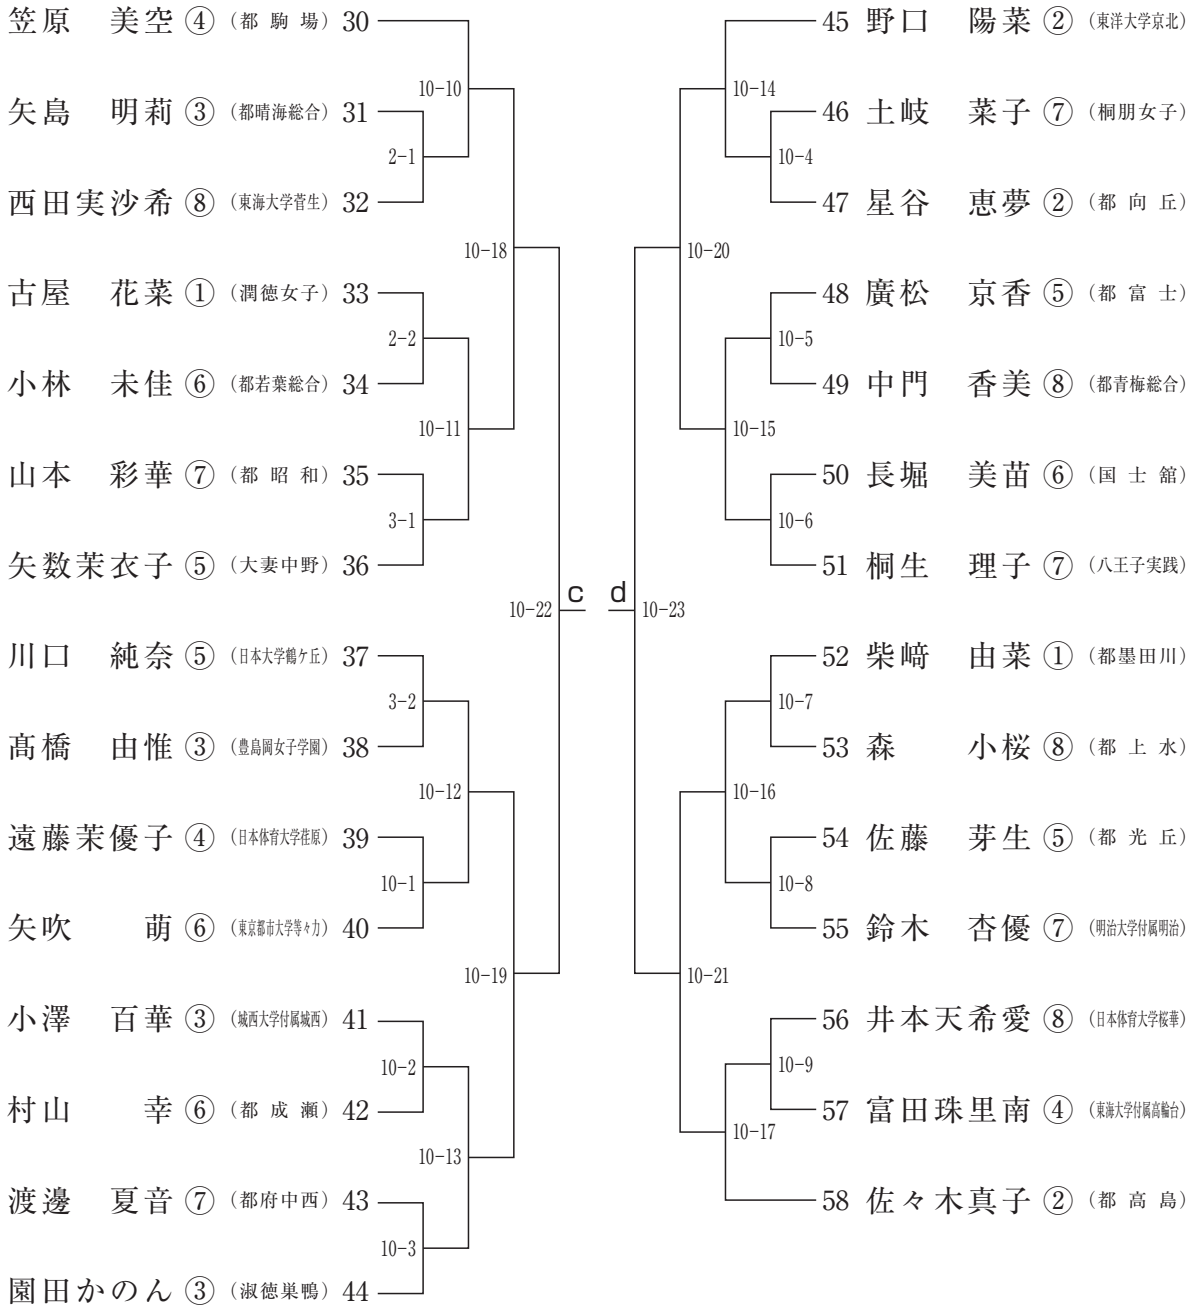 笠原　美空 ④ （都 駒 場） 30
10-10
矢島　明莉 ③ （都晴海総合） 31
2-1
西田実沙希 ⑧ （東海大学菅生） 32
10-18
古屋　花菜 ① （潤徳女子） 33
2-2
小林　未佳 ⑥ （都若葉総合） 34
10-11
山本　彩華 ⑦ （都 昭 和） 35
3-1
矢数茉衣子 ⑤ （大妻中野） 36
10-22
c
川口　純奈 ⑤ （日本大学鶴ケ丘） 37
3-2
髙橋　由惟 ③ （豊島岡女子学園） 38
10-12
遠藤茉優子 ④ （日本体育大学荏原） 39
10-1
矢吹　　萌 ⑥ （東京都市大学等々力） 40
10-19
小澤　百華 ③ （城西大学付属城西） 41
10-2
村山　　幸 ⑥ （都 成 瀬） 42
10-13
渡邊　夏音 ⑦ （都府中西） 43
10-3
園田かのん ③ （淑徳巣鴨） 44
45 野口　陽菜 ② （東洋大学京北）
10-14
46 土岐　菜子 ⑦ （桐朋女子）
10-4
47 星谷　恵夢 ② （都 向 丘）
10-20
48 廣松　京香 ⑤ （都 富 士）
10-5
49 中門　香美 ⑧ （都青梅総合）
10-15
50 長堀　美苗 ⑥ （国 士 舘）
10-6
51 桐生　理子 ⑦ （八王子実践）
d
10-23
52 柴﨑　由菜 ① （都墨田川）
10-7
53 森　　小桜 ⑧ （都 上 水）
10-16
54 佐藤　芽生 ⑤ （都 光 丘）
10-8
55 鈴木　杏優 ⑦ （明治大学付属明治）
10-21
56 井本天希愛 ⑧ （日本体育大学桜華）
10-9
57 富田珠里南 ④ （東海大学付属高輪台）
10-17
58 佐々木真子 ② （都 高 島）